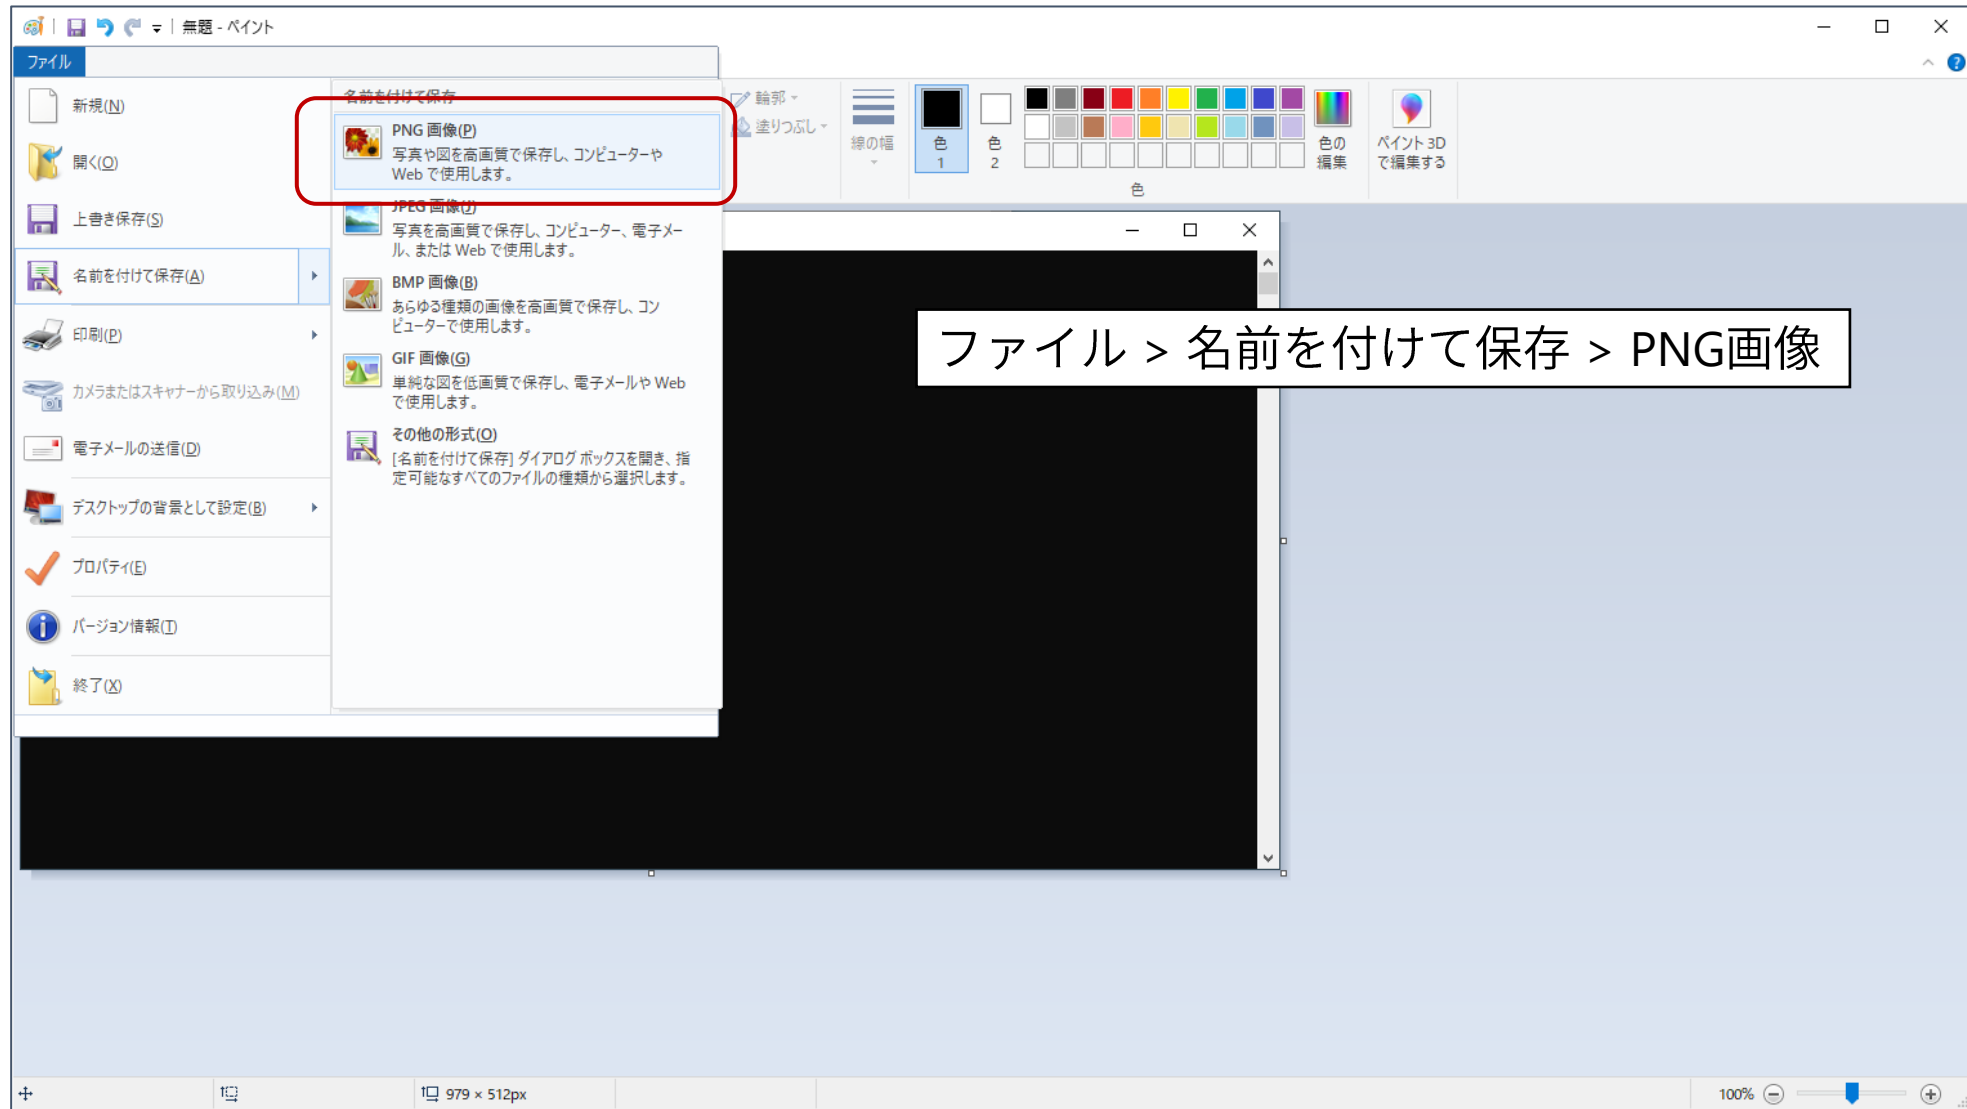 無題 - ペイント
ファイル
新規(N)
開く(O)
上書き保存(S)
名前を付けて保存(A)
印刷(P)
カメラまたはスキャナーから取り込み(M)
電子メールの送信(D)
デスクトップの背景として設定(B)
プロパティ(E)
バージョン情報(T)
終了(X)
名前を付けて保存
PNG 画像(P)
写真や図を高画質で保存し、コンピューターや
Web で使用します。
JPEG 画像(J)
写真を高画質で保存し、コンピューター、電子メー
ル、または Web で使用します。
BMP 画像(B)
あらゆる種類の画像を高画質で保存し、コン
ピューターで使用します。
GIF 画像(G)
単純な図を低画質で保存し、電子メールや Web
で使用します。
その他の形式(O)
[名前を付けて保存] ダイアログ ボックスを開き、指
定可能なすべてのファイルの種類から選択します。
輪郭
塗りつぶし
線の幅
色
1
色
2
色の
編集
ペイント 3D
で編集する
色
ファイル > 名前を付けて保存 > PNG画像
979 × 512px
100%